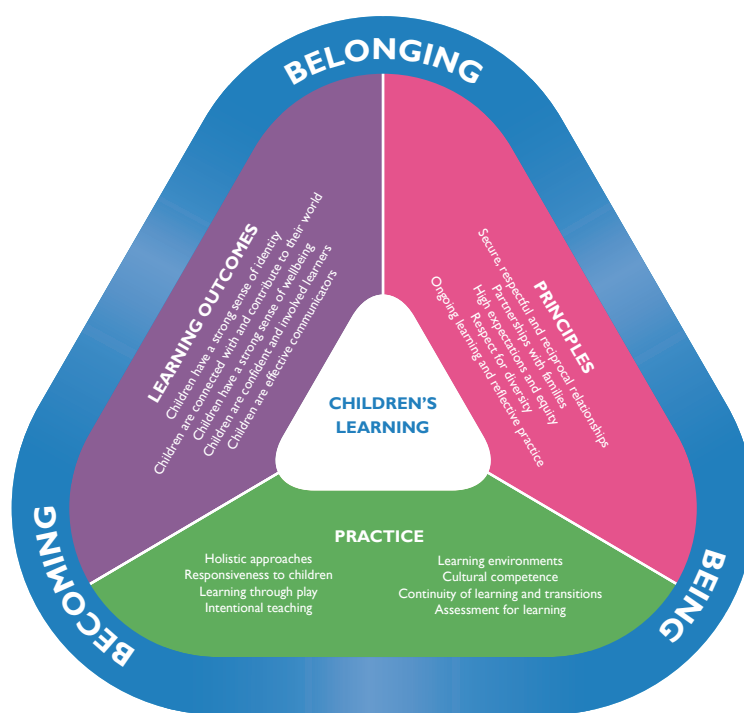 BELONGING
LEARNING OUTCOMES
Children have a strong sense of identity
Children are connected with and contribute to their world
Children have a strong sense of wellbeing
Children are confident and involved learners
Children are effective communicators
PRINCIPLES
Secure, respectful and reciprocal relationships
Partnerships with families
High expectations and equity
Respect for diversity
Ongoing learning and reflective practice
CHILDREN'S
LEARNING
PRACTICE
Holistic approaches
Responsiveness to children
Learning through play
Intentional teaching
Learning environments
Cultural competence
Continuity of learning and transitions
Assessment for learning
BECOMING
BEING